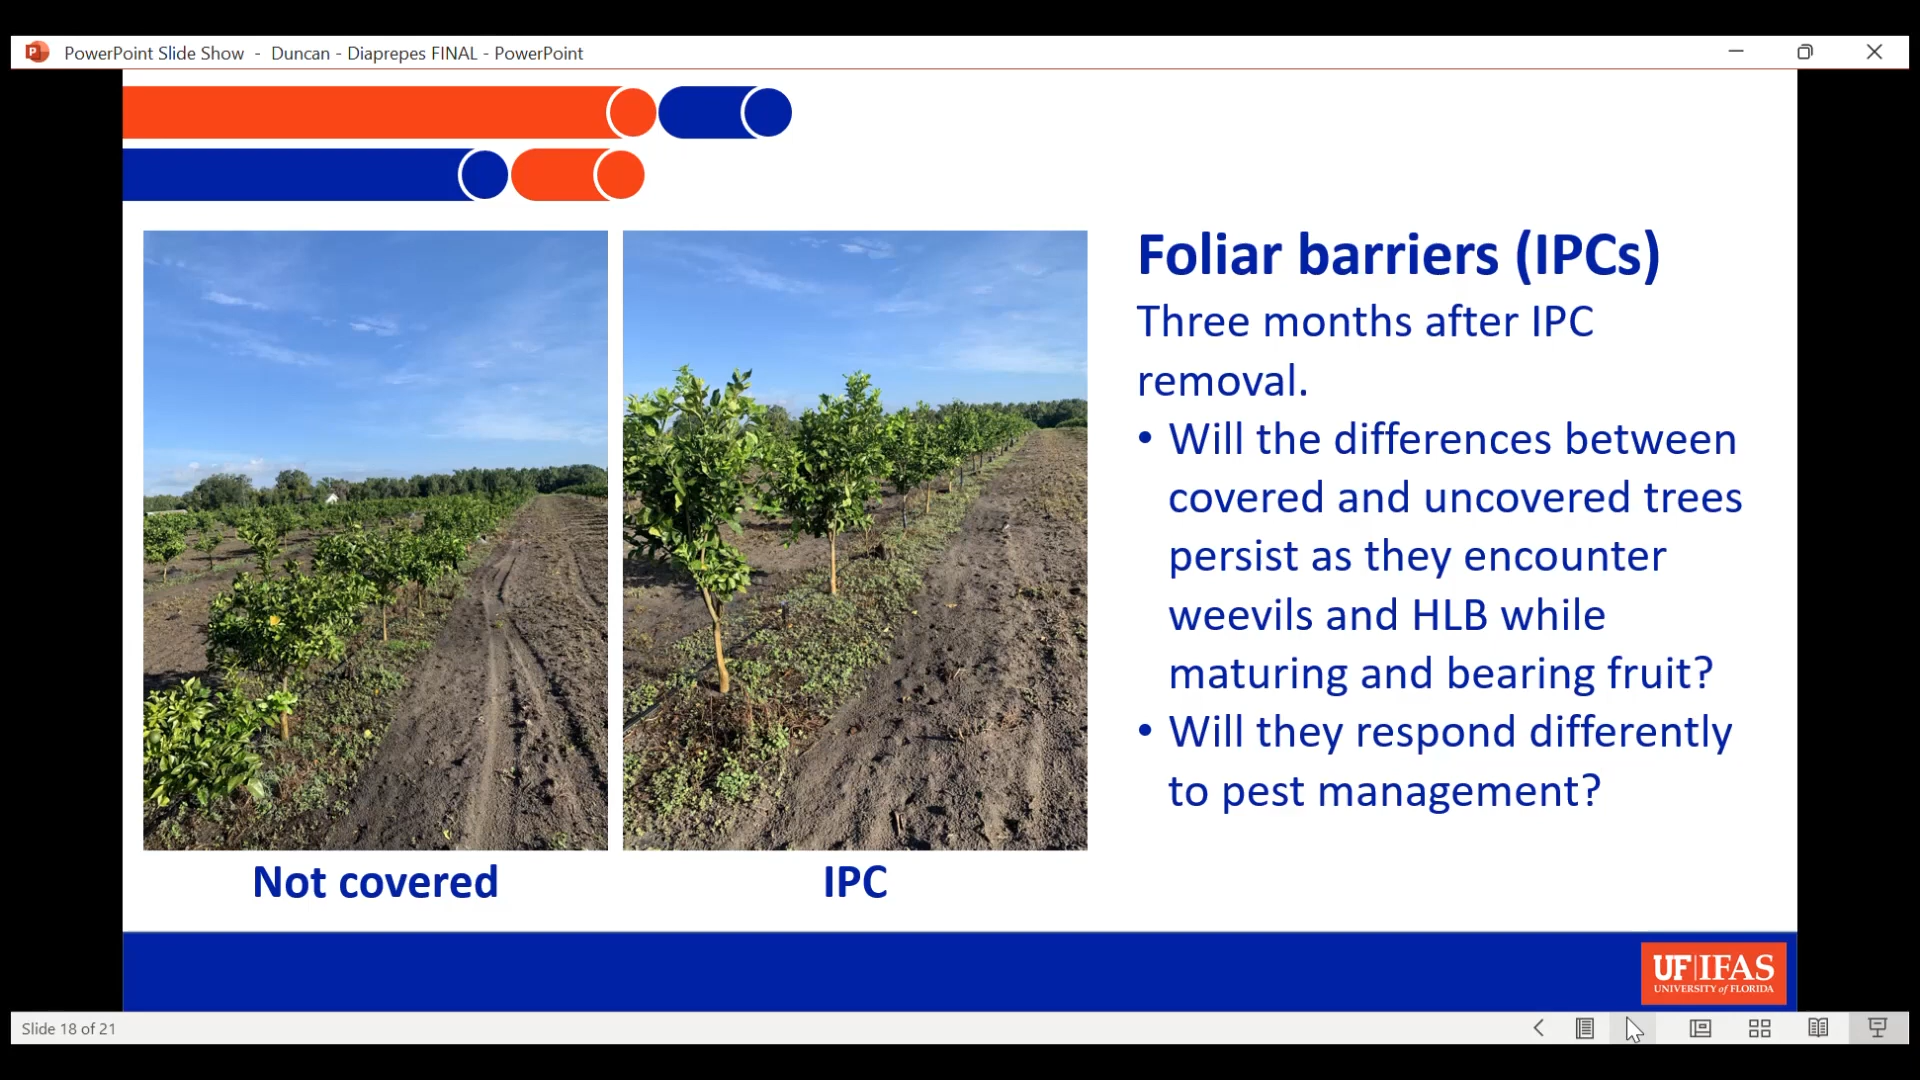 PowerPoint Slide Show - Duncan - Diaprepes FINAL - PowerPoint
Foliar barriers (IPCs)
Three months after IPC
removal.
• Will the differences between
covered and uncovered trees
persist as they encounter
weevils and HLB while
maturing and bearing fruit?
• Will they respond differently
to pest management?
Not covered
IPC
UF|IFAS
UNIVERSITY of FLORIDA
Slide 18 of 21